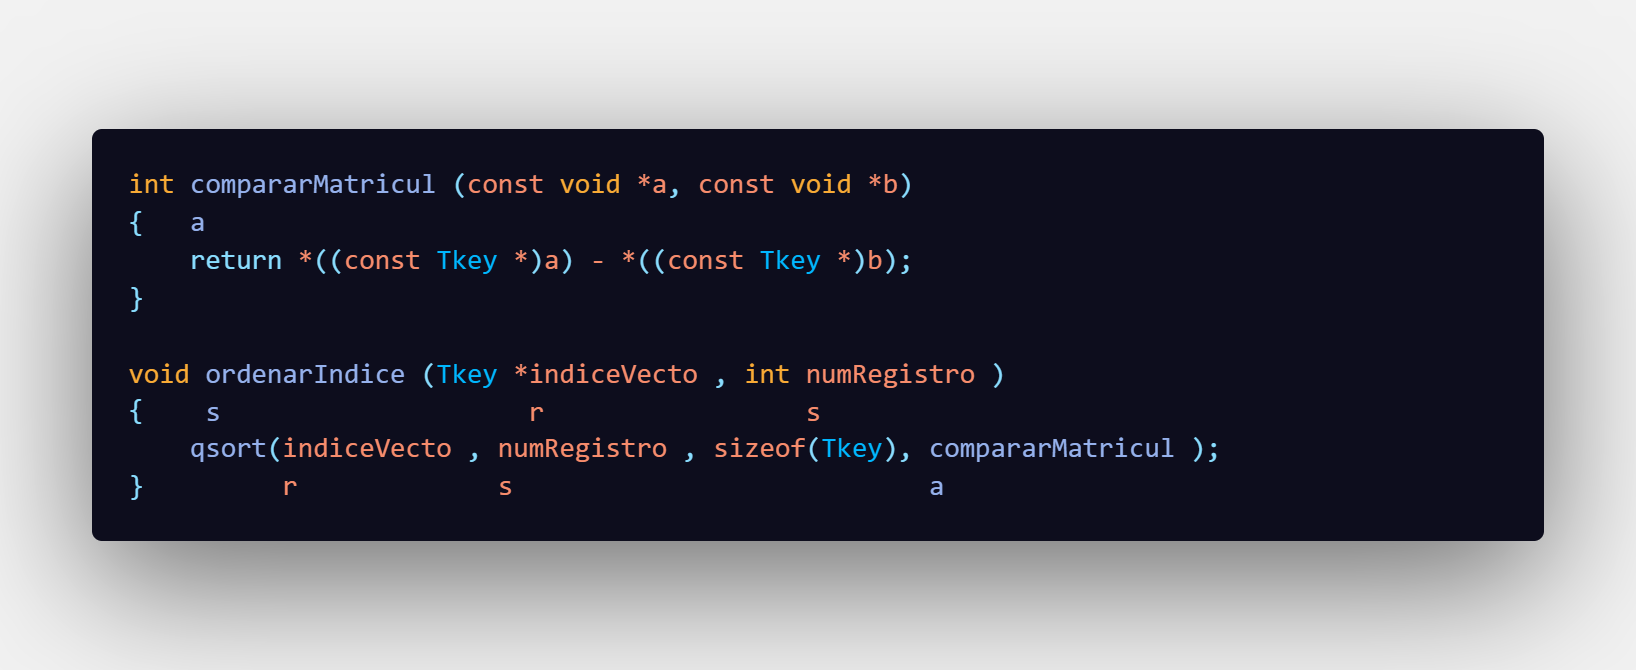 int compararMatricul (const void *a, const void *b)
{   a
    return *((const Tkey *)a) - *((const Tkey *)b);
}

void ordenarIndice (Tkey *indiceVecto , int numRegistro )
{    s                    r                 s
    qsort(indiceVecto , numRegistro , sizeof(Tkey), compararMatricul );
}         r             s                           a